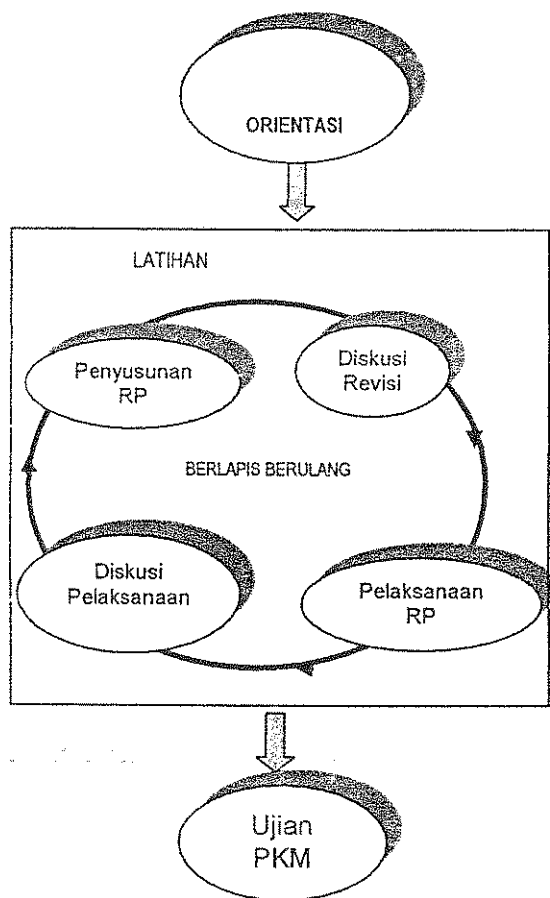 ORIENTASI
LATIHAN
Penyusunan
RP
Diskusi
Revisi
BERLAPIS BERULANG
Diskusi
Pelaksanaan
Pelaksanaan
RP
Ujian
PKM